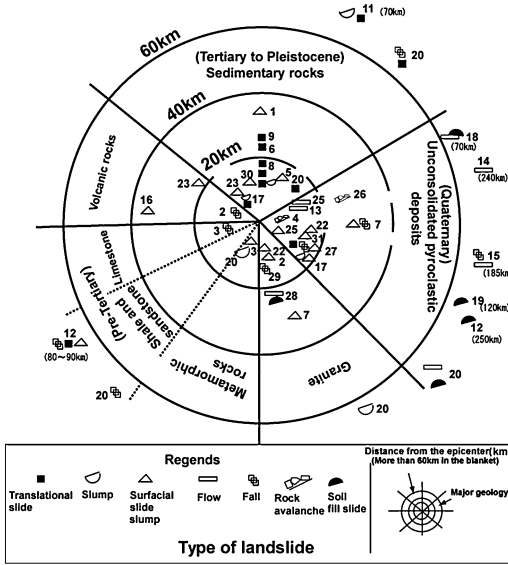 11 (70km)
60km
(Tertiary to Pleistocene)
Sedimentary rocks
20
40km
1
9
6
20km
8
18
(70km)
14
(240km)
Volcanic rocks
23
30
23
5
20
17
25
13
26
16
2
3
4
25
22
31
7
(Quaternary)
Unconsolidated pyroclastic
deposits
15
(185km)
3
20
22
2
27
17
29
Limestone
Shale and
sandstone
(Pre-Tertiary)
28
7
19
(120km)
12
(250km)
12
(80～90km)
Metamorphic
rocks
Granite
20
20
20
Regends
Translational
slide
Slump
Surfacial
slide
slump
Flow
Fall
Rock
avalanche
Soil
fill slide
Type of landslide
Distance from the epicenter(km
(More than 60km in the blanket)
Major geology